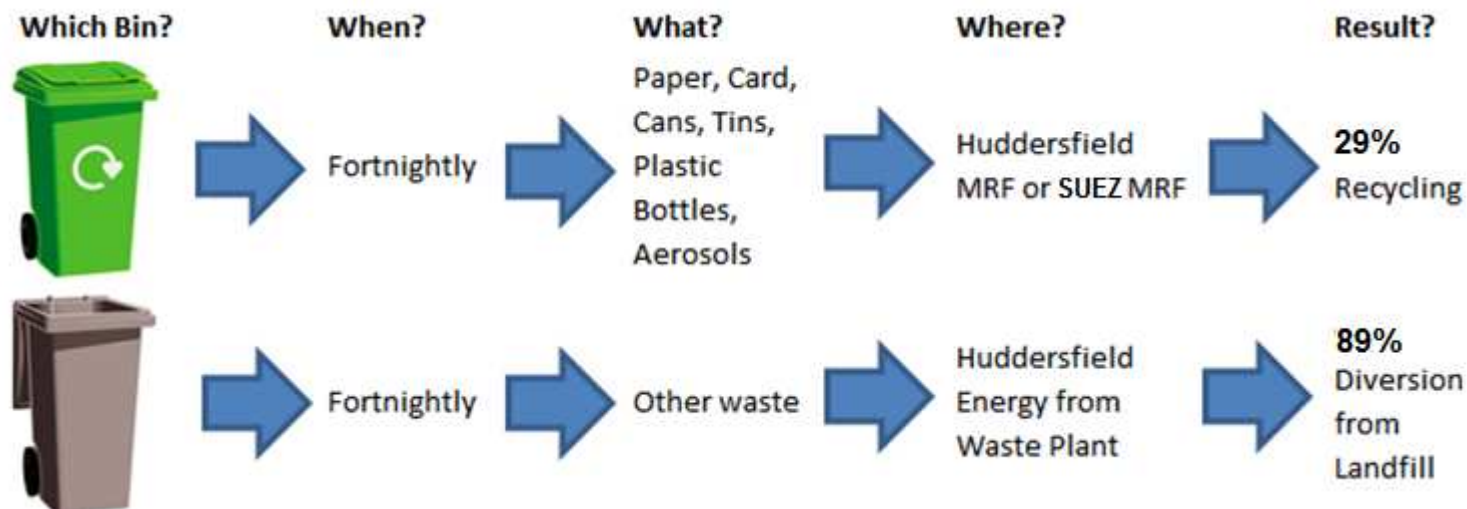 Which Bin?
When?
What?
Where?
Result?
Fortnightly
Paper, Card,
Cans, Tins,
Plastic
Bottles,
Aerosols
Huddersfield
MRF or SUEZ MRF
29%
Recycling
Fortnightly
Other waste
Huddersfield
Energy from
Waste Plant
89%
Diversion
from
Landfill